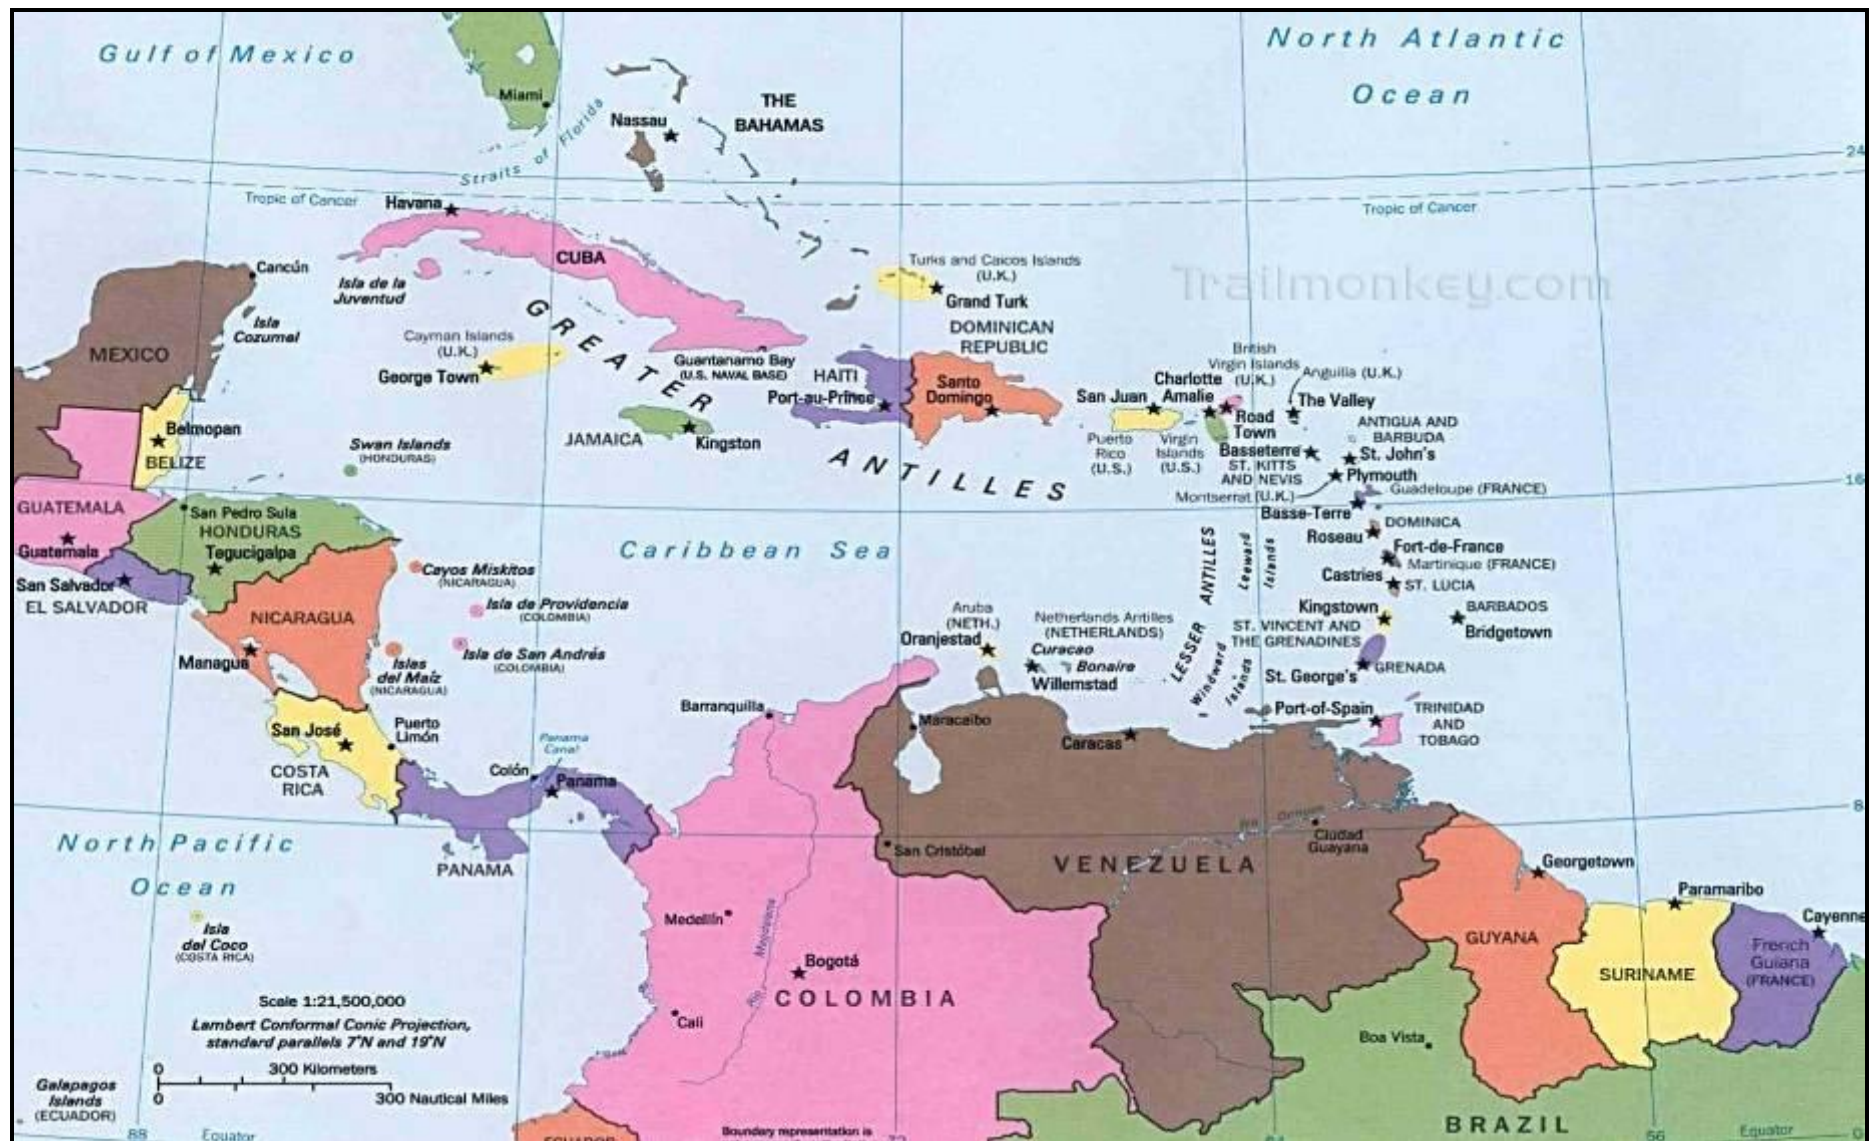 Gulf of Mexico
North Atlantic
Ocean
Miami
Straits of Florida
Nassau
THE
BAHAMAS
24
Tropic of Cancer
Havana
Tropic of Cancer
CUBA
Cancún
Isla de la
Juventud
Turks and Caicos Islands
(U.K.)
Grand Turk
Trailmonkey.com
Isla
Cozumel
MEXICO
Cayman Islands
(U.K.)
George Town
GREATER
ANTILLES
Guantanamo Bay
(U.S. NAVAL BASE)
HAITI
Port-au-Prince
DOMINICAN
REPUBLIC
Santo
Domingo
JAMAICA
Kingston
San Juan
Puerto
Rico
(U.S.)
Charlotte
Amalie
Virgin
Islands
(U.S.)
British
Virgin Islands
(U.K.)
Road
Town
Anguilla (U.K.)
The Valley
ANTIGUA AND
BARBUDA
St. John's
Basseterre
ST. KITTS
AND NEVIS
Plymouth
Montserrat (U.K.)
Guadeloupe (FRANCE)
Basse-Terre
16
DOMINICA
Roseau
Fort-de-France
Martinique (FRANCE)
Castries
ST. LUCIA
Kingstown
ST. VINCENT AND
THE GRENADINES
BARBADOS
Bridgetown
St. George's
GRENADA
LESSER ANTILLES
Leeward
Islands
Windward
Islands
Port-of-Spain
TRINIDAD
AND
TOBAGO
Belmopan
BELIZE
Swan Islands
(HONDURAS)
GUATEMALA
Guatemala
San Pedro Sula
HONDURAS
Tegucigalpa
San Salvador
EL SALVADOR
Caribbean Sea
Cayos Miskitos
(NICARAGUA)
Isla de Providencia
(COLOMBIA)
Isla de San Andrés
(COLOMBIA)
Islas
del Maíz
(NICARAGUA)
NICARAGUA
Managua
Aruba
(NETH.)
Oranjestad
Netherlands Antilles
(NETHERLANDS)
Curacao
Bonaire
Willemstad
San José
COSTA
RICA
Puerto
Limón
Barranquilla
Maracaibo
Caracas
Panama
Canal
Colón
Panama
PANAMA
8
Ciudad
Guayana
San Cristóbal
VENEZUELA
North Pacific
Ocean
Isla
del Coco
(COSTA RICA)
Medellín
Bogotá
COLOMBIA
Cali
Georgetown
GUYANA
Paramaribo
SURINAME
Cayenne
French
Guiana
(FRANCE)
Boa Vista
BRAZIL
Scale 1:21,500,000
Lambert Conformal Conic Projection,
standard parallels 7°N and 19°N
0 300 Kilometers
0 300 Nautical Miles
Galapagos
Islands
(ECUADOR)
88
Equator
ECUADOR
Boundary representation is
72
64
56
Equator
0